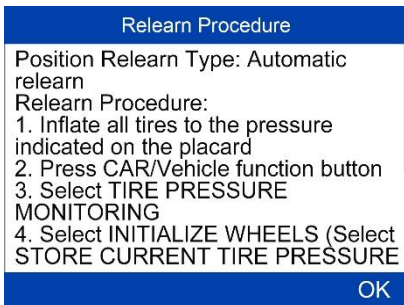 Relearn Procedure
Position Relearn Type: Automatic
relearn
Relearn Procedure:
1. Inflate all tires to the pressure
indicated on the placard
2. Press CAR/Vehicle function button
3. Select TIRE PRESSURE
MONITORING
4. Select INITIALIZE WHEELS (Select
STORE CURRENT TIRE PRESSURE
OK